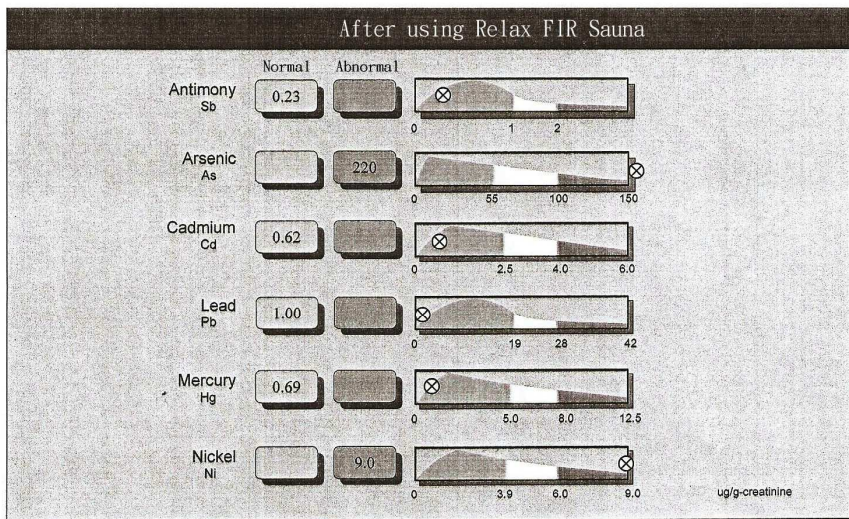 After using Relax FIR Sauna
Normal Abnormal
Antimony 0.23
Sb
0 1 2
Arsenic 220
As
0 55 100 150
Cadmium 0.62
Cd
0 2.5 4.0 6.0
Lead 1.00
Pb
0 19 28 42
Mercury 0.69
Hg
0 5.0 8.0 12.5
Nickel 9.0
Ni
0 3.9 6.0 9.0
ug/g-creatinine